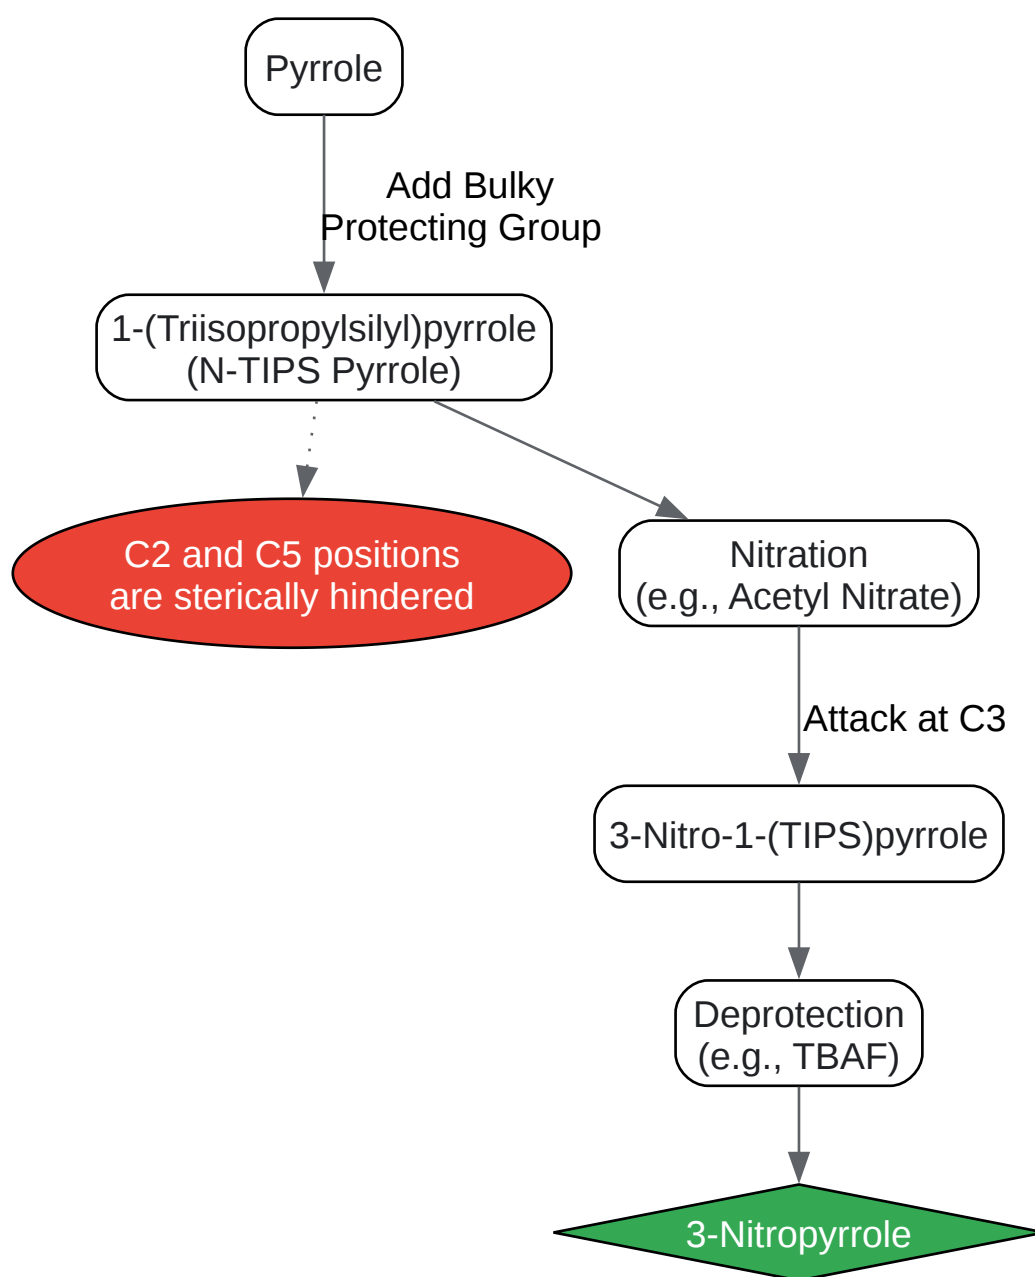 Pyrrole
Add Bulky
Protecting Group
1-(Triisopropylsilyl)pyrrole
(N-TIPS Pyrrole)
C2 and C5 positions
are sterically hindered
Nitration
(e.g., Acetyl Nitrate)
Attack at C3
3-Nitro-1-(TIPS)pyrrole
Deprotection
(e.g., TBAF)
3-Nitropyrrole